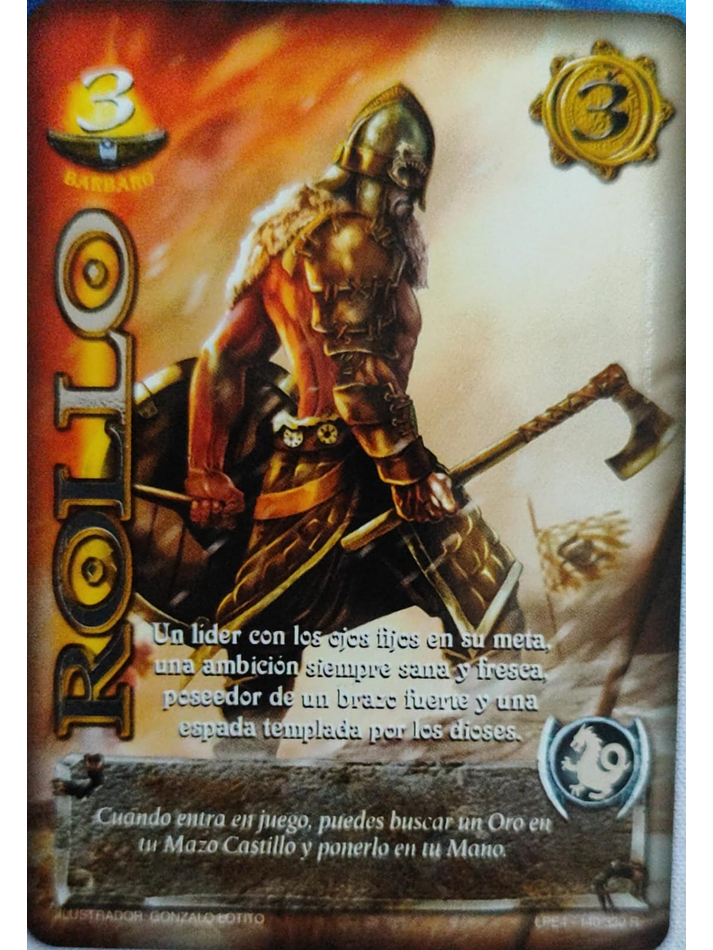 3
3
BARBARO
ROLLO
Un líder con los ojos fijos en su meta,
una ambición siempre sana y fresca,
poseedor de un brazo fuerte y una
espada templada por los dioses.
Cuando entra en juego, puedes buscar un Oro en
tu Mazo Castillo y ponerlo en tu Mano.
ILUSTRADOR: GONZALO LOTITO